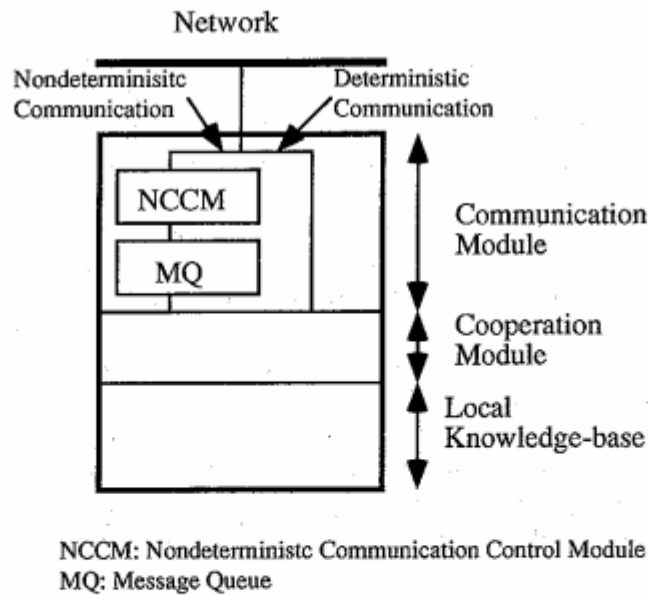 Network
Nondeterminisitc
Communication
Deterministic
Communication
NCCM
MQ
Communication
Module
Cooperation
Module
Local
Knowledge-base
NCCM: Nondeterministc Communication Control Module
MQ: Message Queue